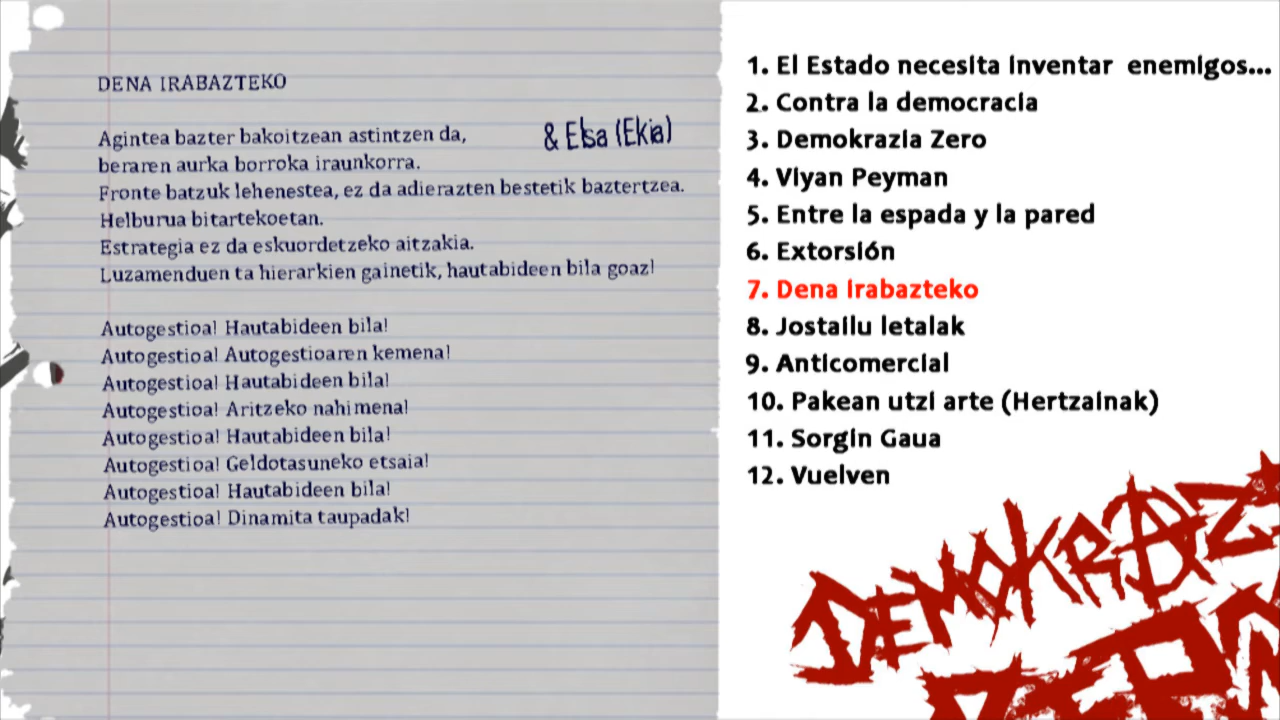 DENA IRABAZTEKO
& Elsa (Ekia)
Agintea bazter bakoitzean astintzen da,
beraren aurka borroka iraunkorra.
Fronte batzuk lehenestea, ez da adierazten bestetik baztertzea.
Helburua bitartekoetan.
Estrategia ez da eskuordetzeko aitzakia.
Luzamenduen ta hierarkien gainetik, hautabideen bila goaz!
Autogestioa! Hautabideen bila!
Autogestioa! Autogestioaren kemena!
Autogestioa! Hautabideen bila!
Autogestioa! Aritzeko nahimena!
Autogestioa! Hautabideen bila!
Autogestioa! Geldotasuneko etsaia!
Autogestioa! Hautabideen bila!
Autogestioa! Dinamita taupadak!
1. El Estado necesita inventar enemigos...
2. Contra la democracia
3. Demokrazia Zero
4. Viyan Peyman
5. Entre la espada y la pared
6. Extorsión
7. Dena irabazteko
8. Jostailu letalak
9. Anticomercial
10. Pakean utzi arte (Hertzainak)
11. Sorgin Gaua
12. Vuelven
DEMOKRAZ
ZERO